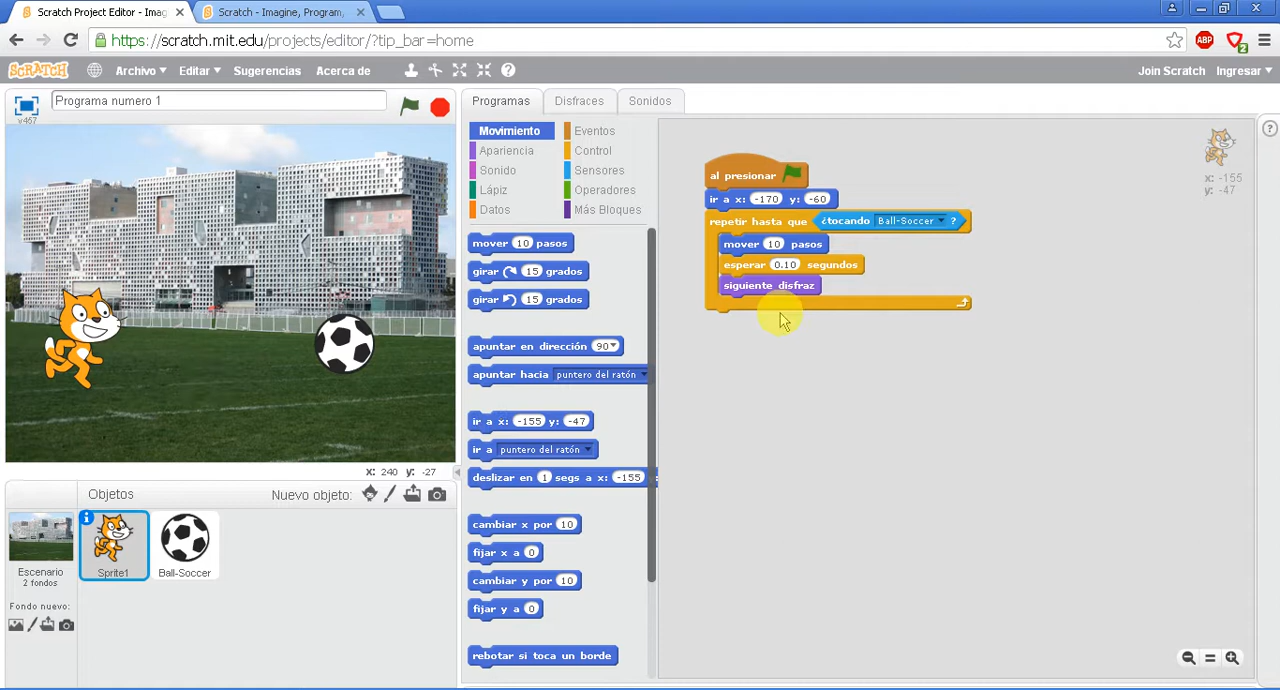 Scratch Project Editor - Imag
Scratch - Imagine, Program,
https://scratch.mit.edu/projects/editor/?tip_bar=home
ABP
2
SCRATCH
Archivo
Editar
Sugerencias
Acerca de
Join Scratch
Ingresar
v457
Programa numero 1
Programas
Disfraces
Sonidos
Movimiento
Apariencia
Sonido
Lápiz
Datos
Eventos
Control
Sensores
Operadores
Más Bloques
mover 10 pasos
girar 15 grados
girar 15 grados
apuntar en dirección 90
apuntar hacia puntero del ratón
ir a x: -155 y: -47
ir a puntero del ratón
deslizar en 1 segs a x: -155
cambiar x por 10
fijar x a 0
cambiar y por 10
fijar y a 0
rebotar si toca un borde
al presionar
ir a x: -170 y: -60
repetir hasta que ¿tocando Ball-Soccer ?
mover 10 pasos
esperar 0.10 segundos
siguiente disfraz
x: -155
y: -47
?
x: 240 y: -27
Objetos
Nuevo objeto:
Escenario
2 fondos
Fondo nuevo:
i
Sprite1
Ball-Soccer